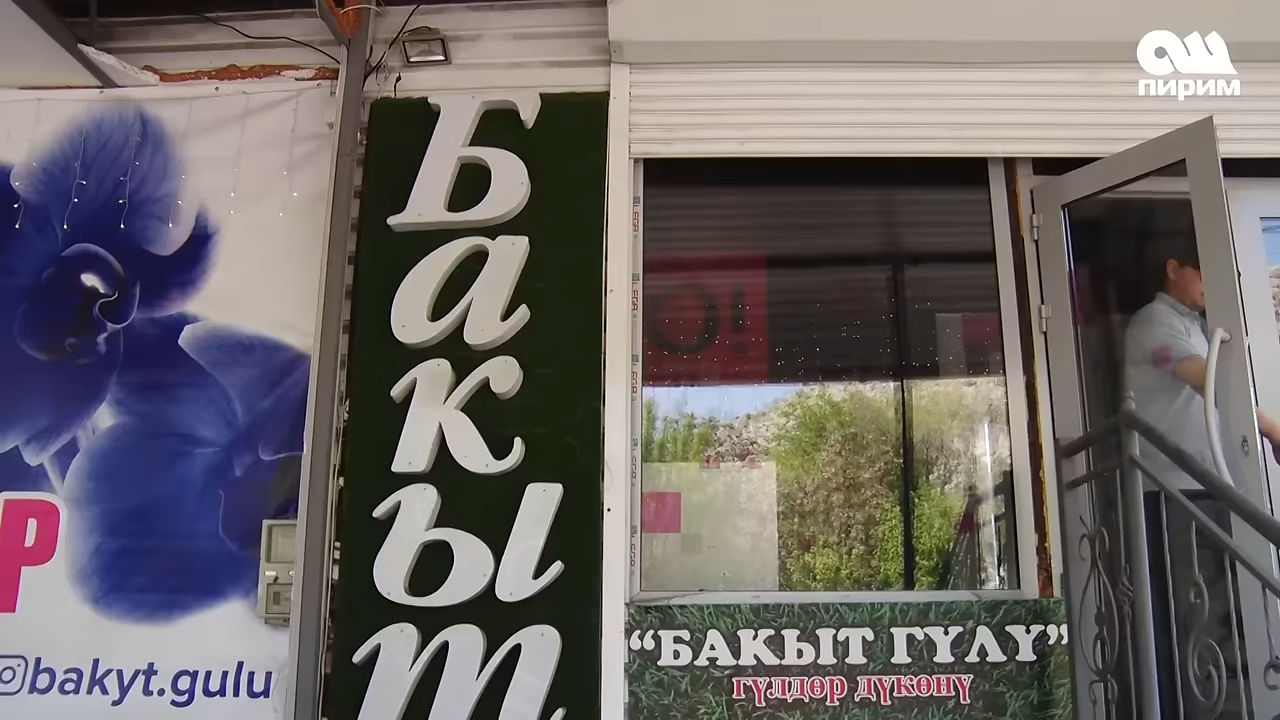 ПИРИМ
Бакыт
О!
Р
bakyt.gulu
"БАКЫТ ГҮЛҮ"
гүлдөр дүкөнү